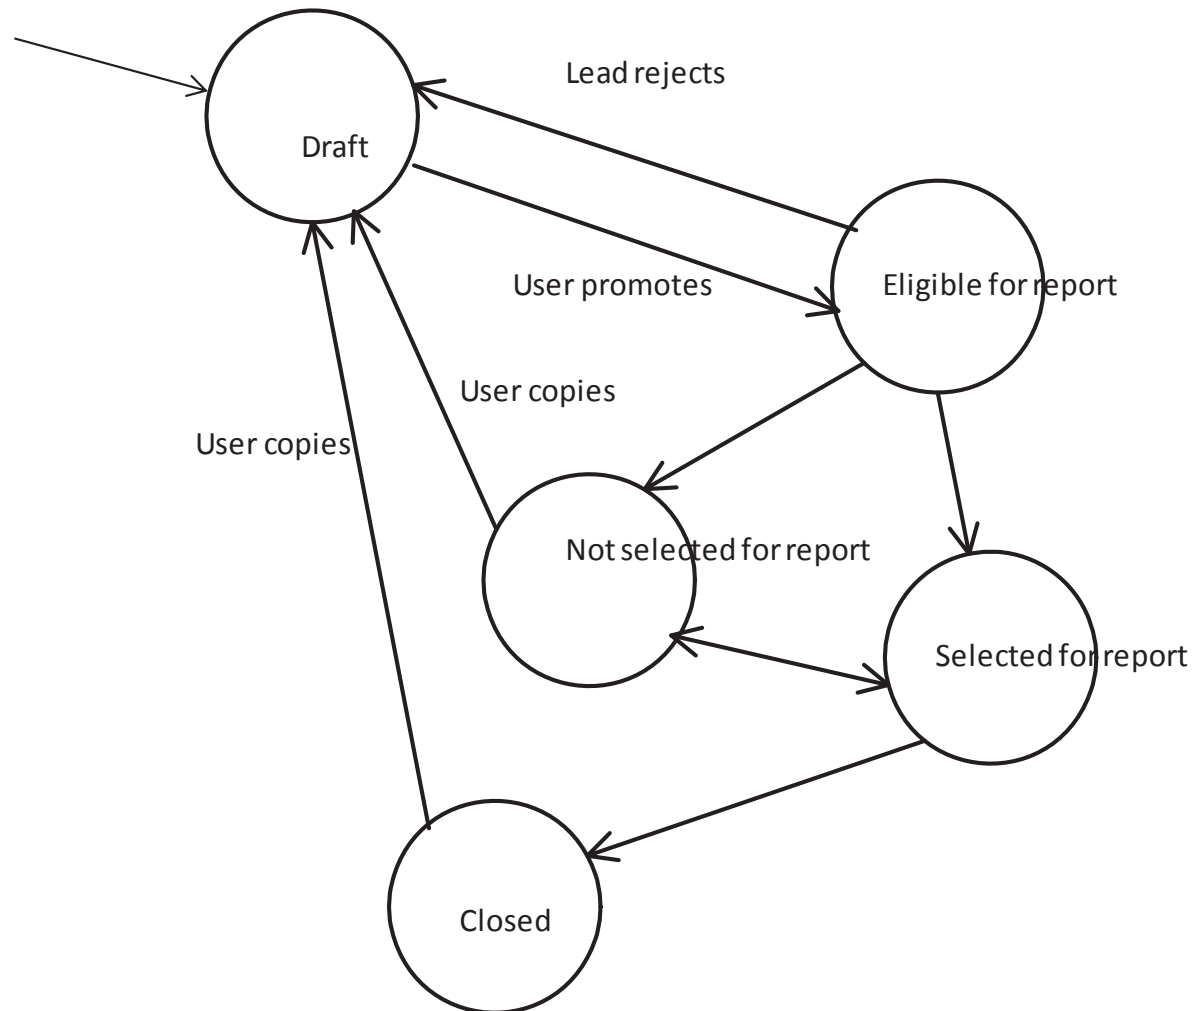 Lead rejects
Draft
User promotes
Eligible for report
User copies
User copies
Not selected for report
Selected for report
Closed